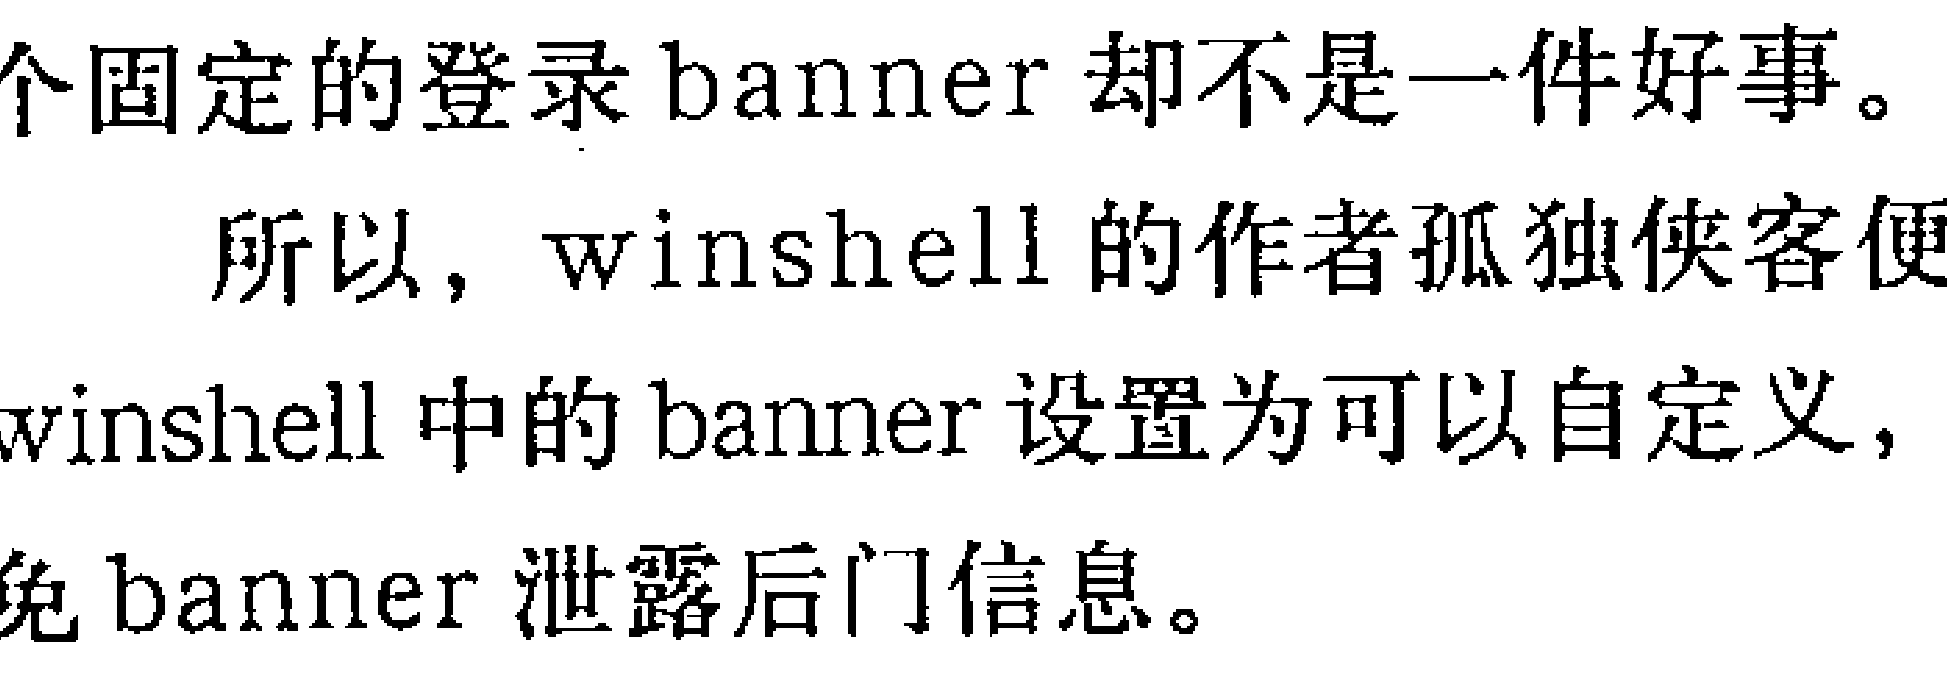 个固定的登录 banner 却不是一件好事。
所以，winshell 的作者孤独侠客便
winshell 中的 banner 设置为可以自定义，
免 banner 泄露后门信息。